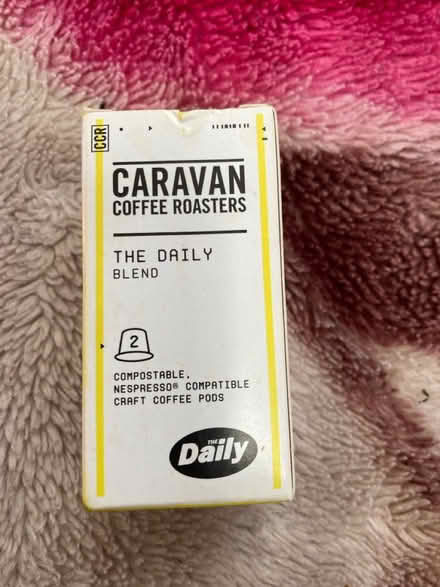 CCR
CARAVAN
COFFEE ROASTERS
THE DAILY
BLEND
2
COMPOSTABLE,
NESPRESSO® COMPATIBLE
CRAFT COFFEE PODS
THE
Daily